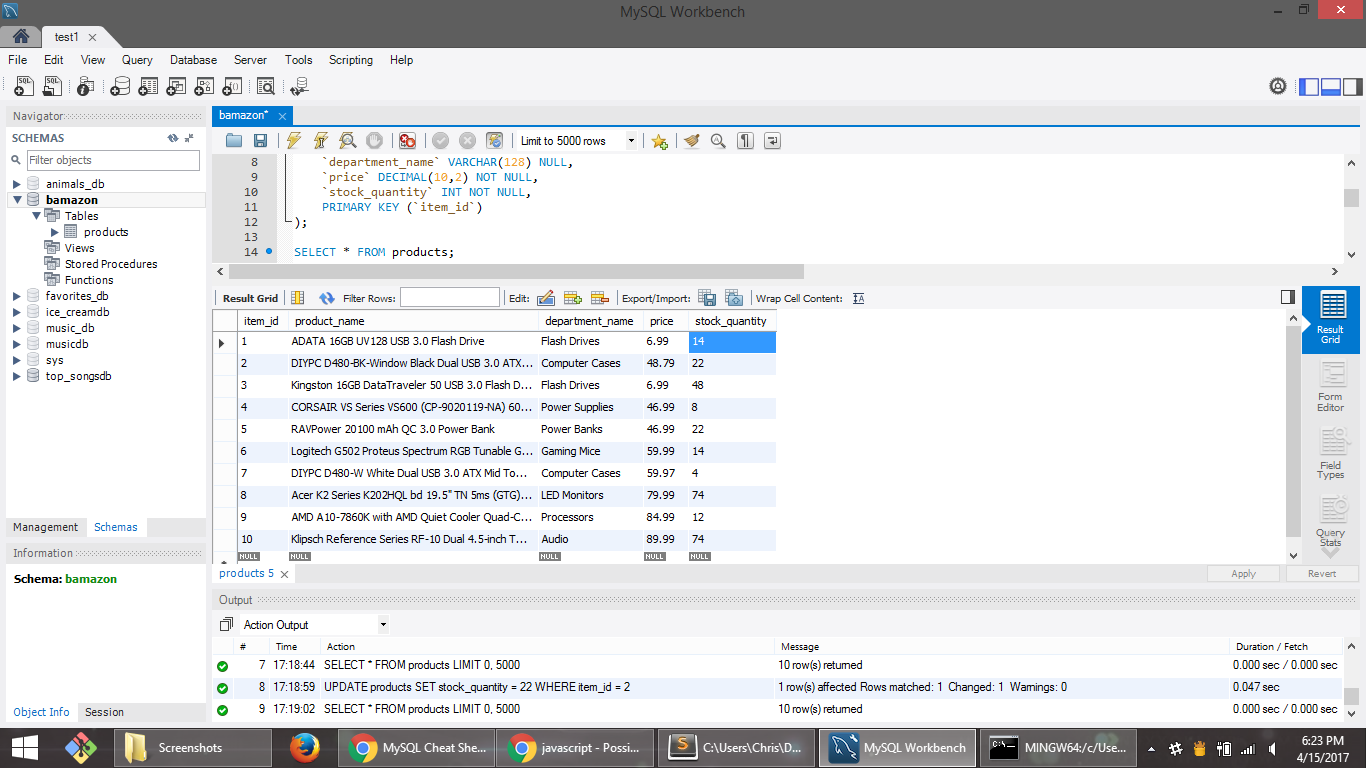 MySQL Workbench
test1
File Edit View Query Database Server Tools Scripting Help
Navigator
SCHEMAS
Filter objects
animals_db
bamazon
Tables
products
Views
Stored Procedures
Functions
favorites_db
ice_creamdb
music_db
musicdb
sys
top_songsdb
Management Schemas
Information
Schema: bamazon
Object Info Session
bamazon*
Limit to 5000 rows
8 `department_name` VARCHAR(128) NULL,
9 `price` DECIMAL(10,2) NOT NULL,
10 `stock_quantity` INT NOT NULL,
11 PRIMARY KEY (`item_id`)
12 );
13
14 SELECT * FROM products;
Result Grid Filter Rows: Edit: Export/Import: Wrap Cell Content:
item_id product_name department_name price stock_quantity
1 ADATA 16GB UV128 USB 3.0 Flash Drive Flash Drives 6.99 14
2 DIYPC D480-BK-Window Black Dual USB 3.0 ATX... Computer Cases 48.79 22
3 Kingston 16GB DataTraveler 50 USB 3.0 Flash D... Flash Drives 6.99 48
4 CORSAIR VS Series VS600 (CP-9020119-NA) 60... Power Supplies 46.99 8
5 RAVPower 20100 mAh QC 3.0 Power Bank Power Banks 46.99 22
6 Logitech G502 Proteus Spectrum RGB Tunable G... Gaming Mice 59.99 14
7 DIYPC D480-W White Dual USB 3.0 ATX Mid To... Computer Cases 59.97 4
8 Acer K2 Series K202HQL bd 19.5" TN 5ms (GTG)... LED Monitors 79.99 74
9 AMD A10-7860K with AMD Quiet Cooler Quad-C... Processors 84.99 12
10 Klipsch Reference Series RF-10 Dual 4.5-inch T... Audio 89.99 74
NULL NULL NULL NULL NULL
Result
Grid
Form
Editor
Field
Types
Query
Stats
products 5 Apply Revert
Output
Action Output
# Time Action Message Duration / Fetch
7 17:18:44 SELECT * FROM products LIMIT 0, 5000 10 row(s) returned 0.000 sec / 0.000 sec
8 17:18:59 UPDATE products SET stock_quantity = 22 WHERE item_id = 2 1 row(s) affected Rows matched: 1 Changed: 1 Warnings: 0 0.047 sec
9 17:19:02 SELECT * FROM products LIMIT 0, 5000 10 row(s) returned 0.000 sec / 0.000 sec
Screenshots MySQL Cheat She... javascript - Possi... C:\Users\Chris\D... MySQL Workbench MINGW64:/c/Use...
6:23 PM
4/15/2017